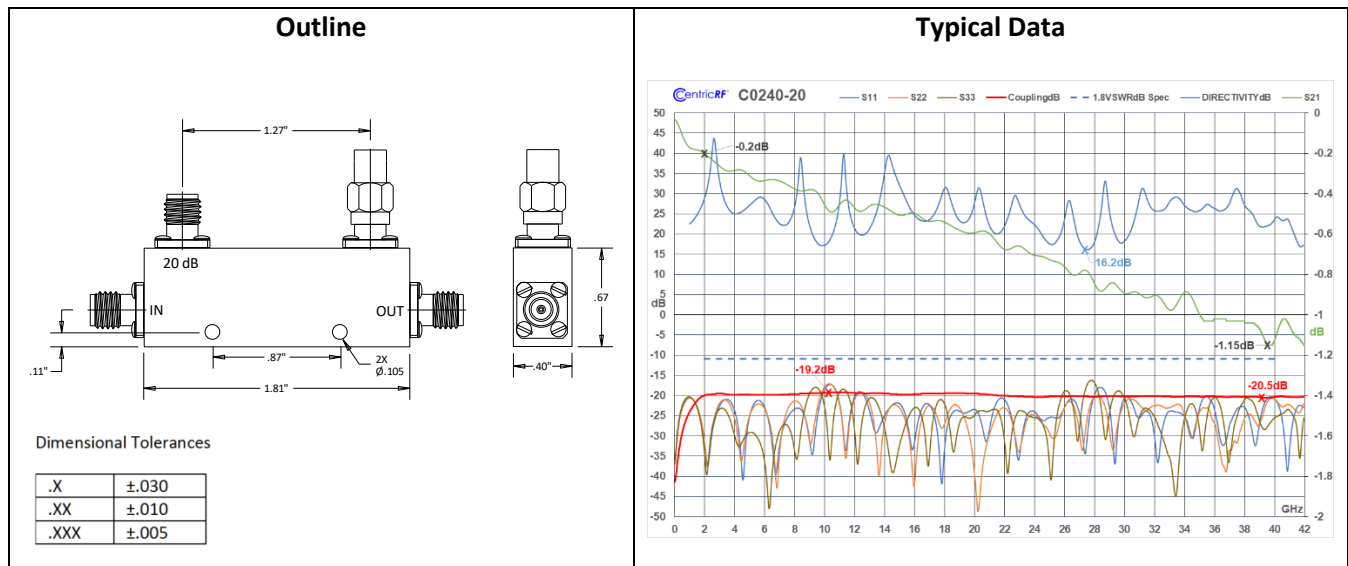 Outline
1.27"
20 dB
IN
OUT
.67
.11"
.87"
2X
Ø.105
.40"
1.81"
Dimensional Tolerances
.X ±.030
.XX ±.010
.XXX ±.005
Typical Data
CentricRF C0240-20 S11 S22 S33 CouplingdB 1.8VSWRdB Spec DIRECTIVITYdB S21
50 0
45
40 -0.2
35
30 -0.4
25
20 -0.6
15
10 -0.8
5
dB
0 -1
dB
-5
-10 -1.2
-15
-20 -1.4
-25
-30 -1.6
-35
-40 -1.8
-45
-50 -2
-0.2dB
16.2dB
-1.15dB
-19.2dB
-20.5dB
GHz
0 2 4 6 8 10 12 14 16 18 20 22 24 26 28 30 32 34 36 38 40 42